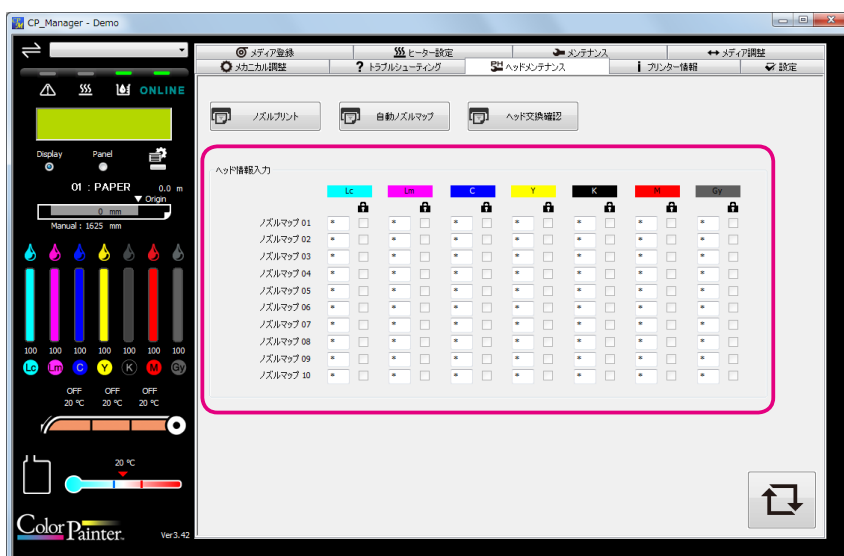 CP_Manager - Demo
メディア登録 ヒーター設定 メンテナンス メディア調整
メカニカル調整 ? トラブルシューティング PH ヘッドメンテナンス i プリンター情報 設定
ONLINE
ノズルプリント 自動ノズルマップ ヘッド交換確認
Display Panel
01 : PAPER 0.0 m
Origin
0 mm
Manual : 1625 mm
100 100 100 100 100 100 100
Lc Lm C Y K M Gy
OFF OFF OFF
20 ℃ 20 ℃ 20 ℃
20 ℃
Color Painter. Ver3.42
ヘッド情報入力
Lc Lm C Y K M Gy
ノズルマップ 01 * * * * * * *
ノズルマップ 02 * * * * * * *
ノズルマップ 03 * * * * * * *
ノズルマップ 04 * * * * * * *
ノズルマップ 05 * * * * * * *
ノズルマップ 06 * * * * * * *
ノズルマップ 07 * * * * * * *
ノズルマップ 08 * * * * * * *
ノズルマップ 09 * * * * * * *
ノズルマップ 10 * * * * * * *